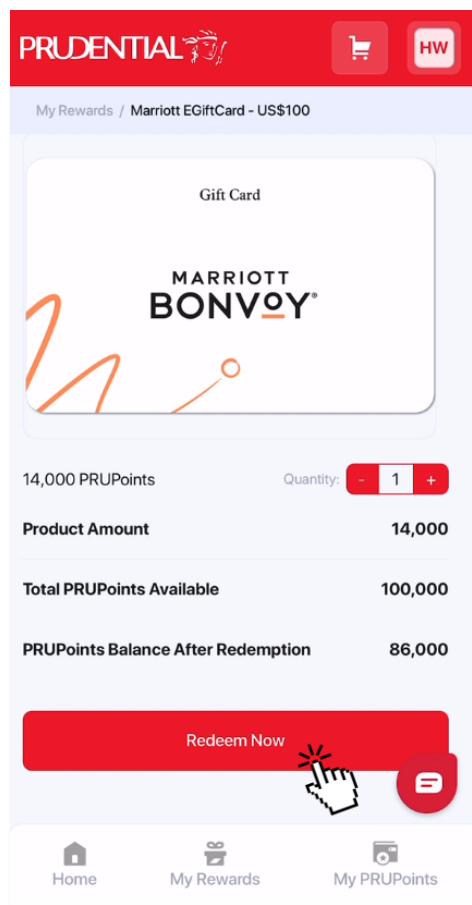 PRUDENTIAL
HW
My Rewards / Marriott EGiftCard - US$100
Gift Card
MARRIOTT
BONVOY®
14,000 PRUPoints Quantity: - 1 +
Product Amount 14,000
Total PRUPoints Available 100,000
PRUPoints Balance After Redemption 86,000
Redeem Now
Home My Rewards My PRUPoints